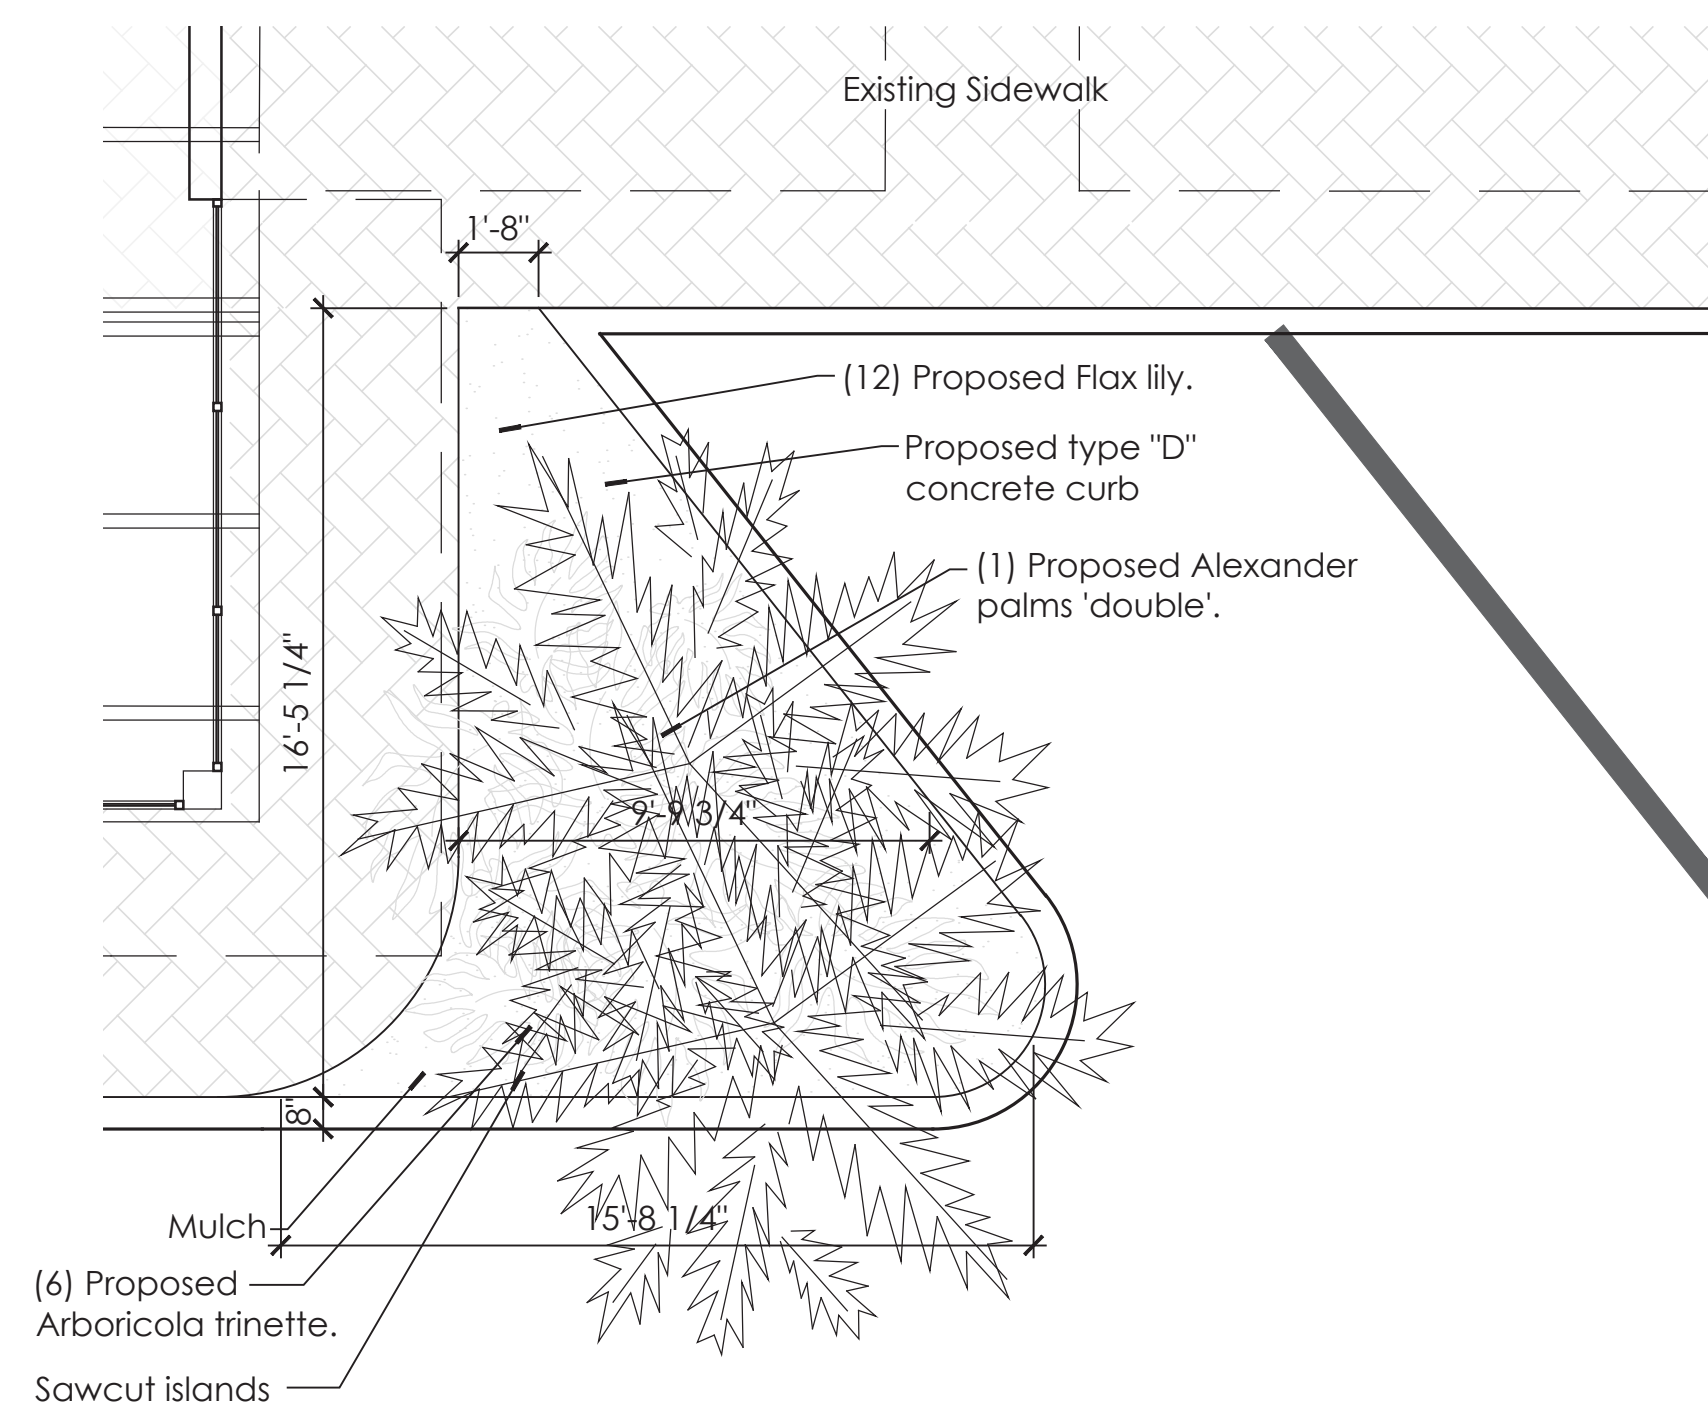 Existing Sidewalk
1'-8"
(12) Proposed Flax lily.
Proposed type "D"
concrete curb
(1) Proposed Alexander
palms 'double'.
16'-5 1/4"
9'-9 3/4"
8"
Mulch
15'-8 1/4"
(6) Proposed
Arboricola trinette.
Sawcut islands